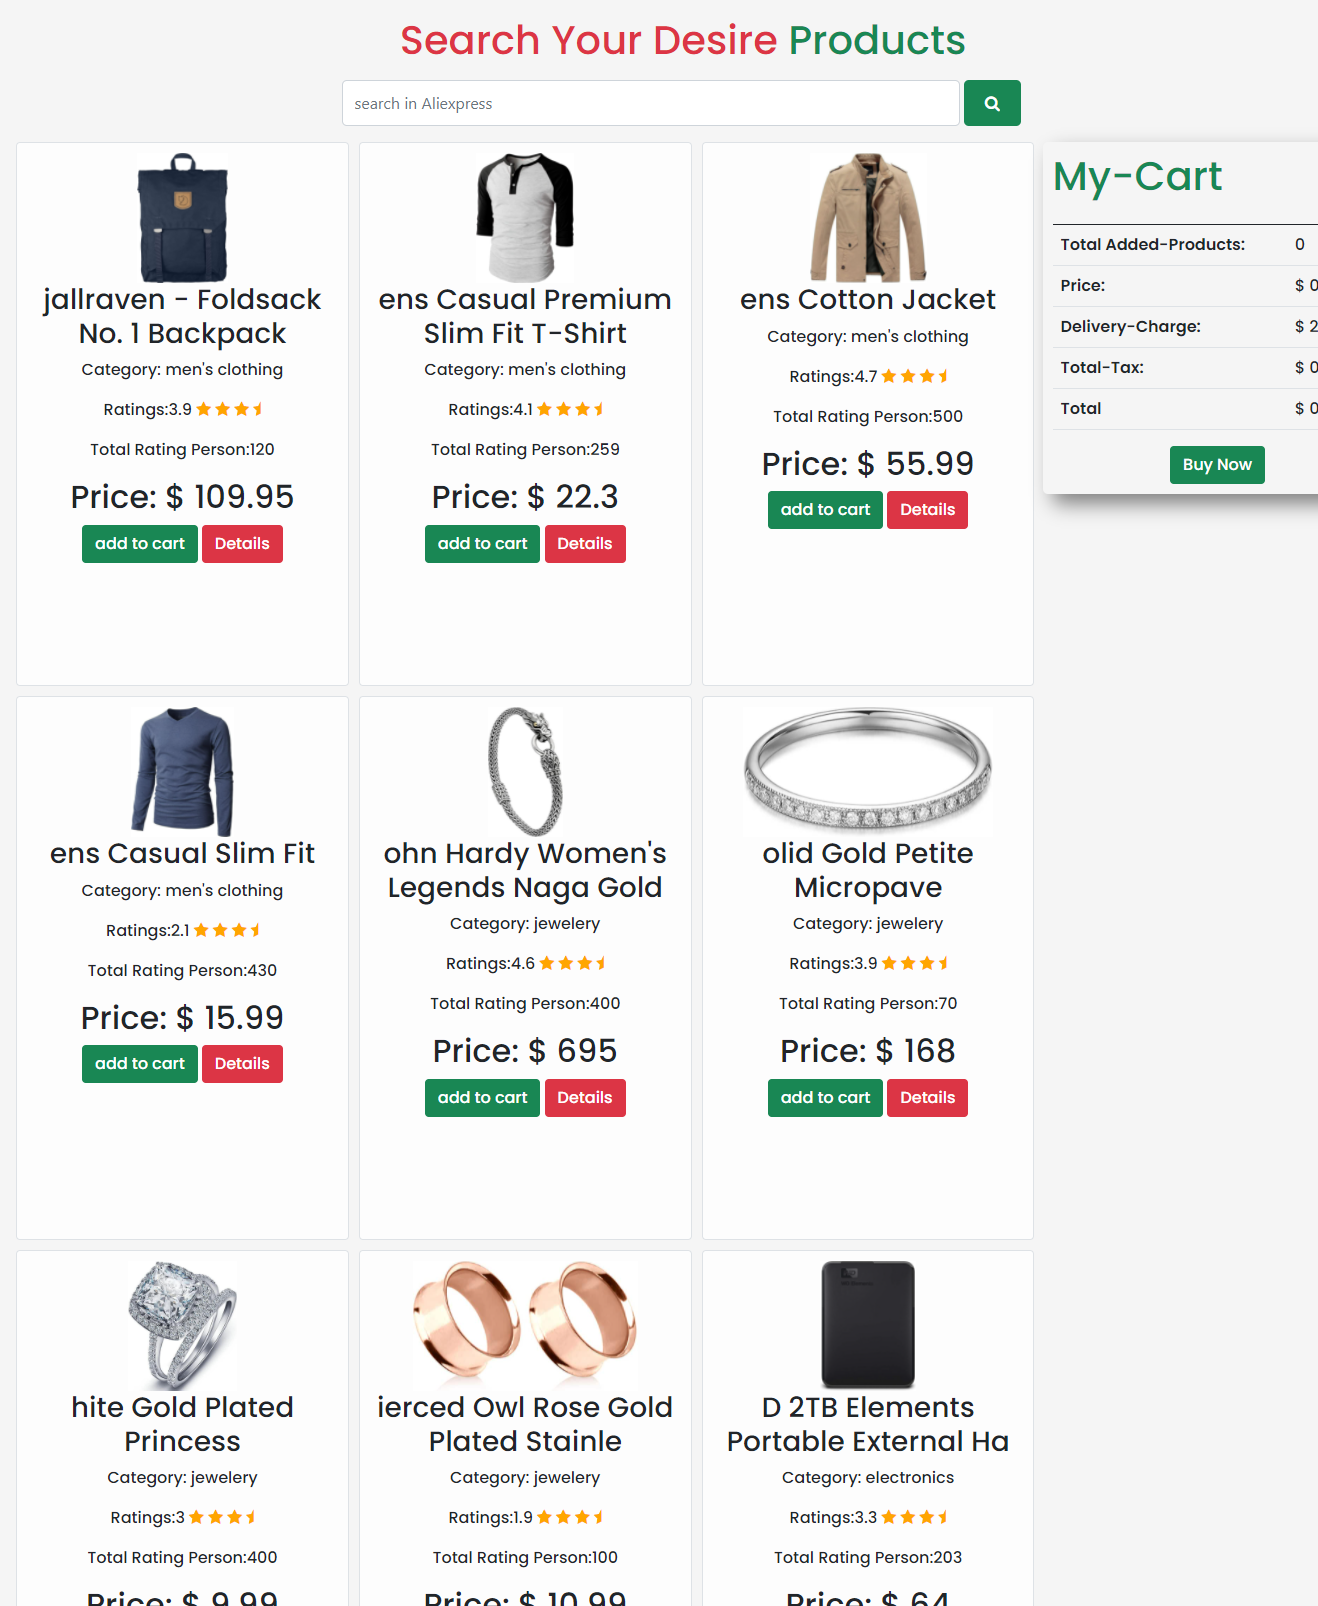 Search Your Desire Products
search in Aliexpress
jallraven - Foldsack
No. 1 Backpack
Category: men's clothing
Ratings:3.9
Total Rating Person:120
Price: $ 109.95
add to cart Details
ens Casual Premium
Slim Fit T-Shirt
Category: men's clothing
Ratings:4.1
Total Rating Person:259
Price: $ 22.3
add to cart Details
ens Cotton Jacket
Category: men's clothing
Ratings:4.7
Total Rating Person:500
Price: $ 55.99
add to cart Details
My-Cart
Total Added-Products: 0
Price: $ 0
Delivery-Charge: $ 2
Total-Tax: $ 0
Total $ 0
Buy Now
ens Casual Slim Fit
Category: men's clothing
Ratings:2.1
Total Rating Person:430
Price: $ 15.99
add to cart Details
ohn Hardy Women's
Legends Naga Gold
Category: jewelery
Ratings:4.6
Total Rating Person:400
Price: $ 695
add to cart Details
olid Gold Petite
Micropave
Category: jewelery
Ratings:3.9
Total Rating Person:70
Price: $ 168
add to cart Details
hite Gold Plated
Princess
Category: jewelery
Ratings:3
Total Rating Person:400
Price: $ 9.99
ierced Owl Rose Gold
Plated Stainle
Category: jewelery
Ratings:1.9
Total Rating Person:100
Price: $ 10.99
D 2TB Elements
Portable External Ha
Category: electronics
Ratings:3.3
Total Rating Person:203
Price: $ 64